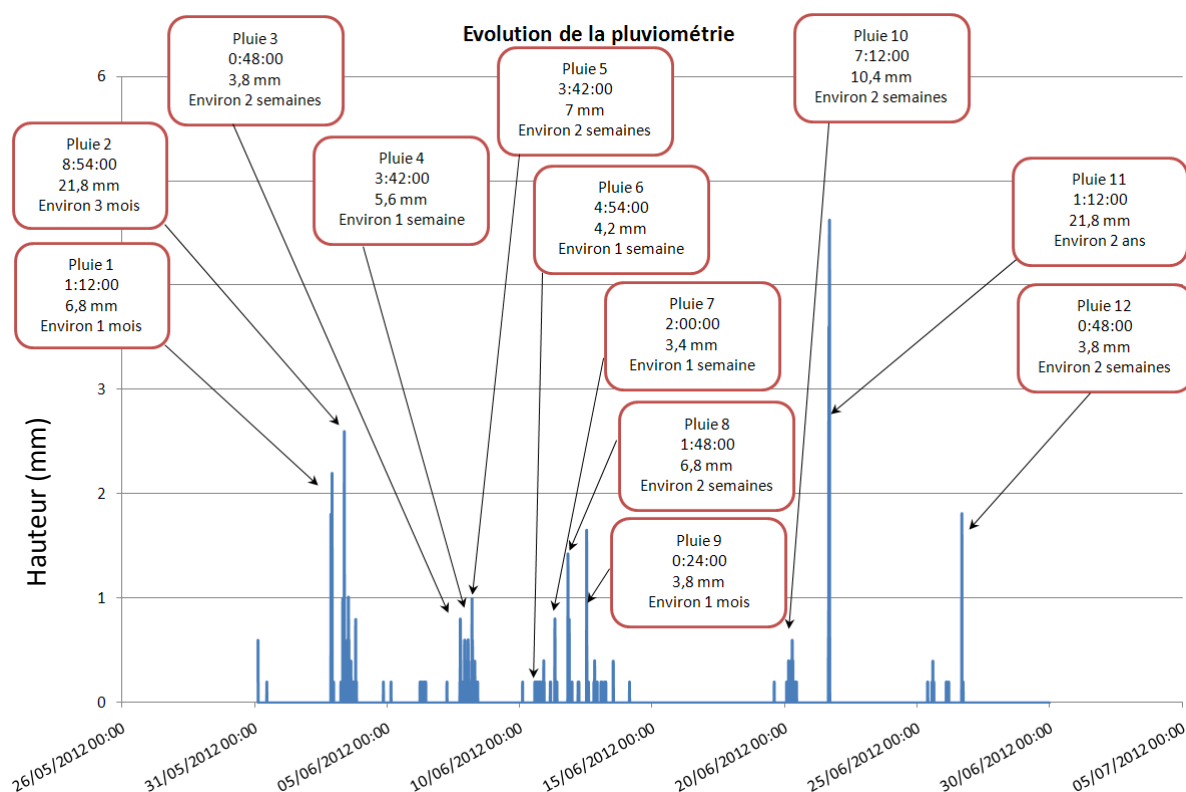 Evolution de la pluviométrie
Pluie 3
0:48:00
3,8 mm
Environ 2 semaines
Pluie 5
3:42:00
7 mm
Environ 2 semaines
Pluie 10
7:12:00
10,4 mm
Environ 2 semaines
Pluie 2
8:54:00
21,8 mm
Environ 3 mois
Pluie 4
3:42:00
5,6 mm
Environ 1 semaine
Pluie 6
4:54:00
4,2 mm
Environ 1 semaine
Pluie 11
1:12:00
21,8 mm
Environ 2 ans
Pluie 1
1:12:00
6,8 mm
Environ 1 mois
Pluie 7
2:00:00
3,4 mm
Environ 1 semaine
Pluie 12
0:48:00
3,8 mm
Environ 2 semaines
Pluie 8
1:48:00
6,8 mm
Environ 2 semaines
Pluie 9
0:24:00
3,8 mm
Environ 1 mois
Hauteur (mm)
6
3
2
1
0
26/05/2012 00:00
31/05/2012 00:00
05/06/2012 00:00
10/06/2012 00:00
15/06/2012 00:00
20/06/2012 00:00
25/06/2012 00:00
30/06/2012 00:00
05/07/2012 00:00